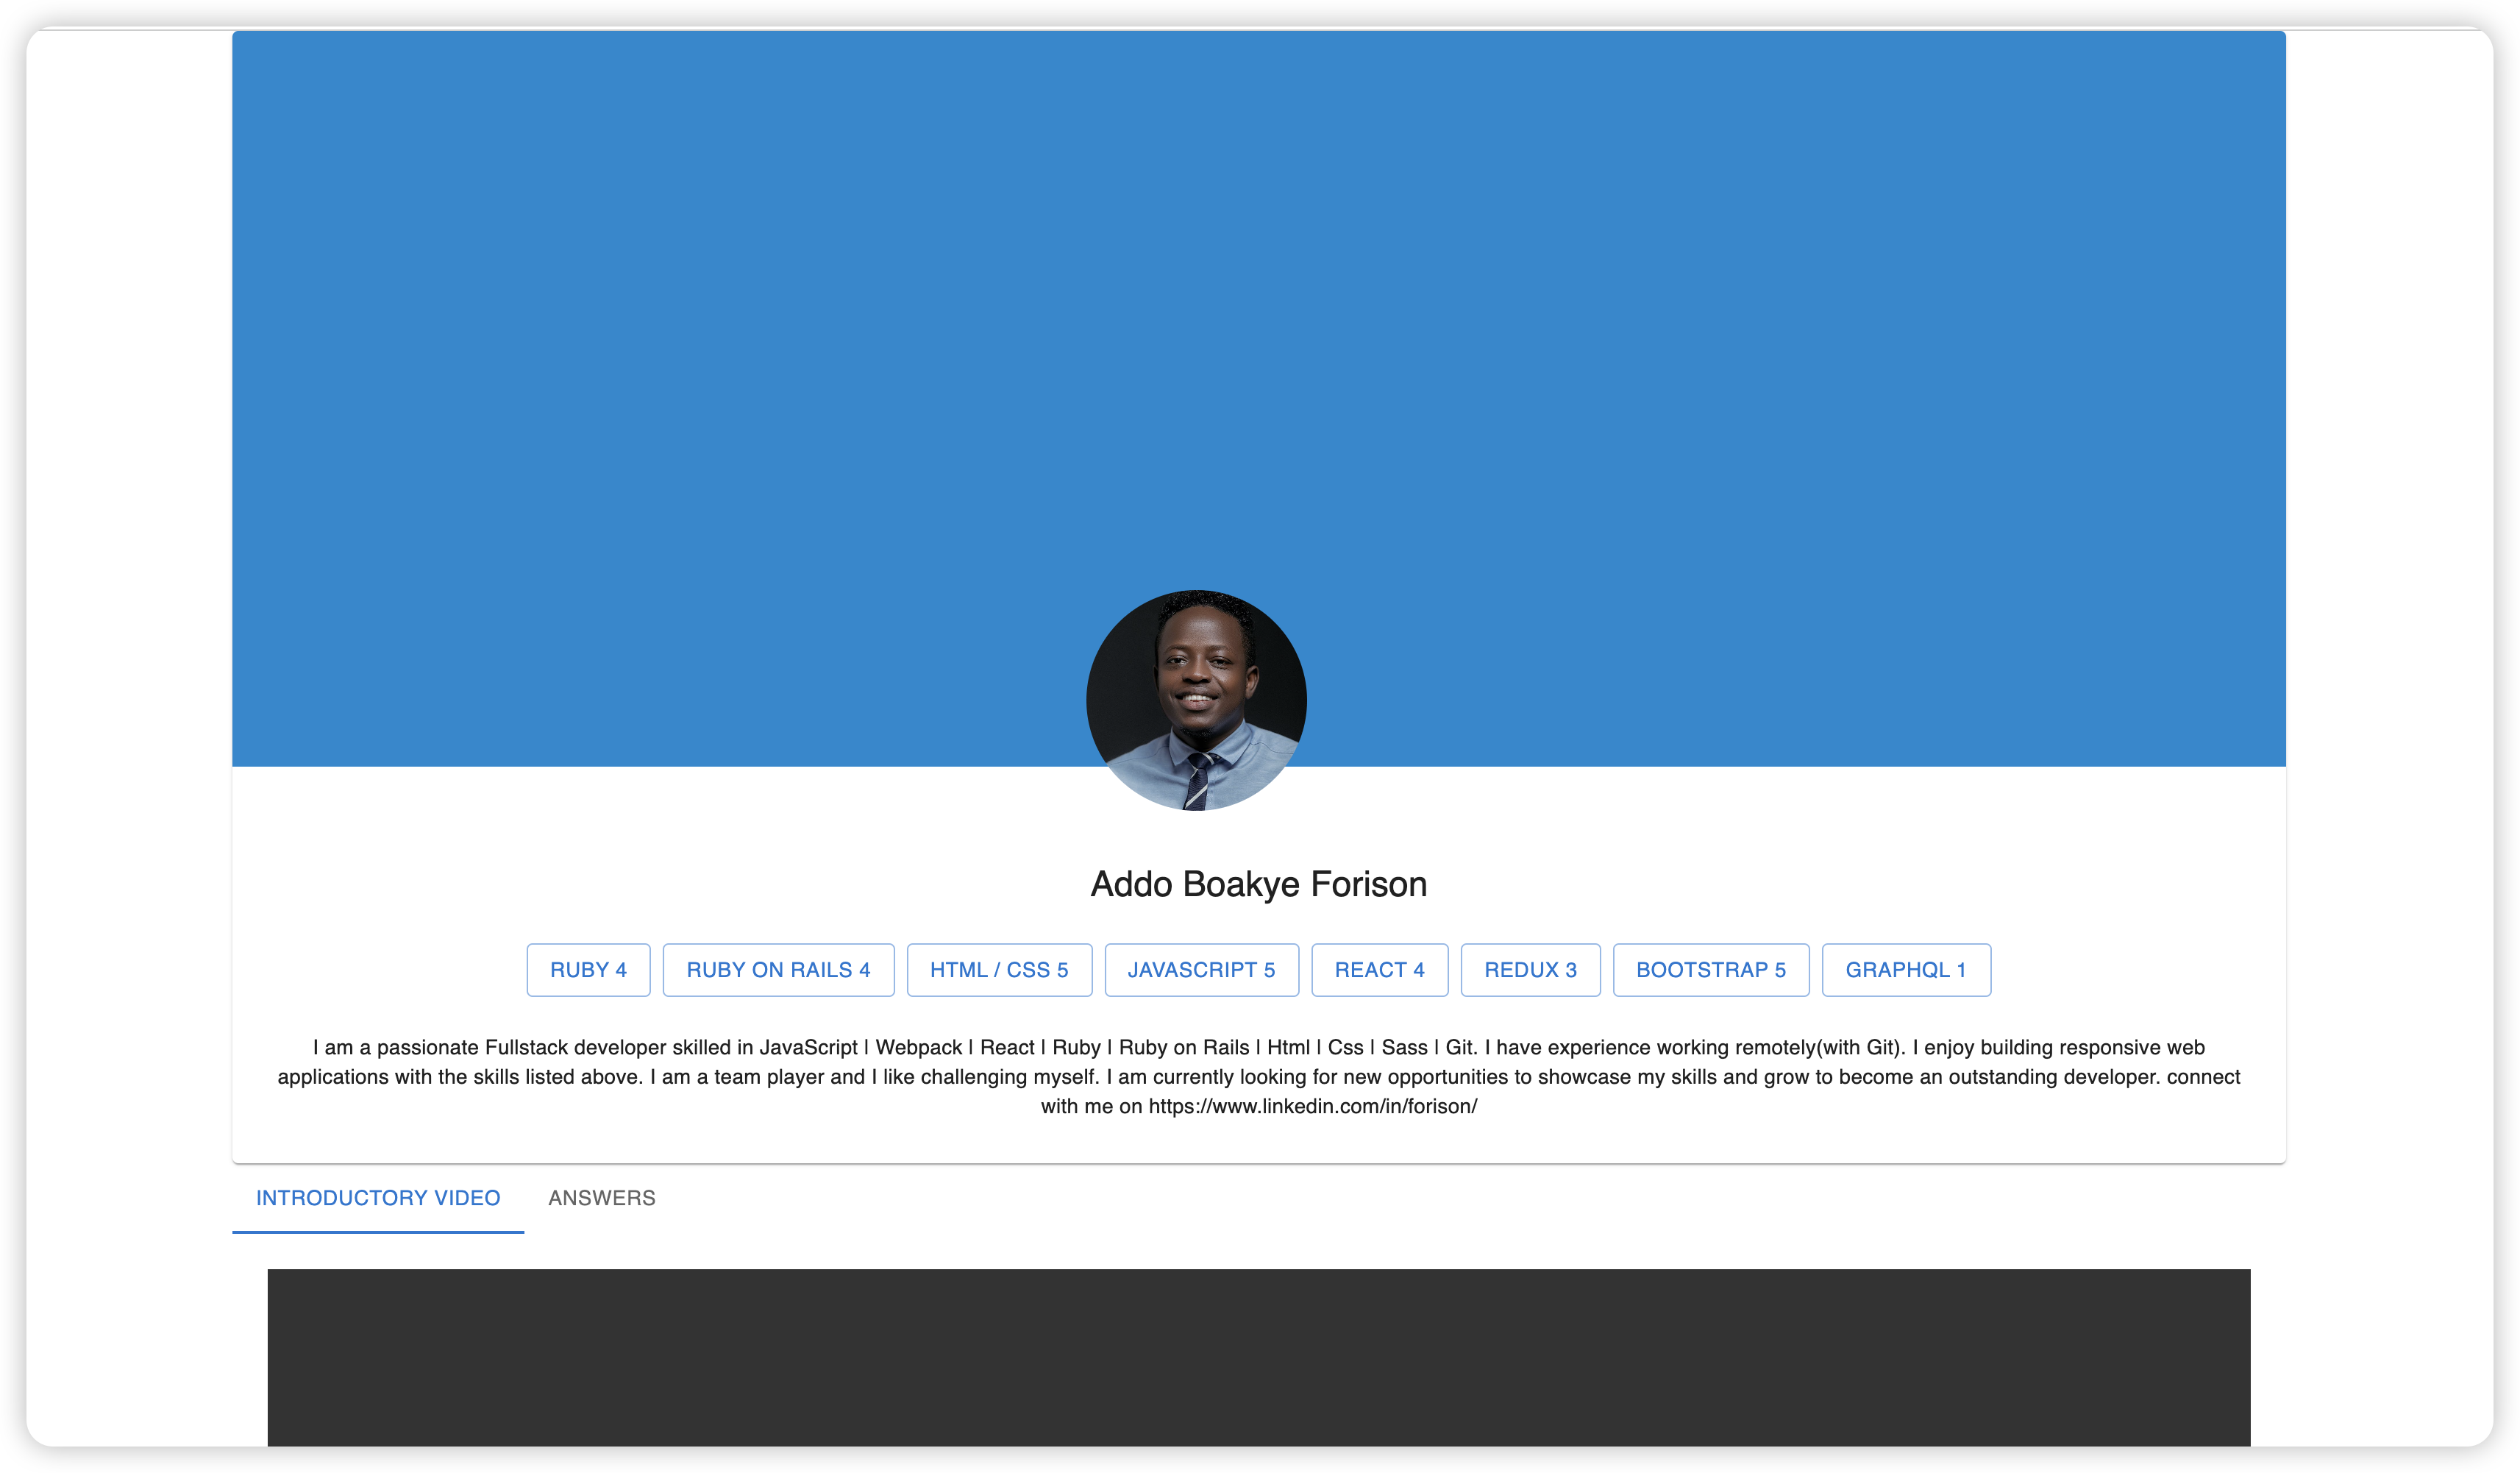 Addo Boakye Forison
RUBY 4 RUBY ON RAILS 4 HTML / CSS 5 JAVASCRIPT 5 REACT 4 REDUX 3 BOOTSTRAP 5 GRAPHQL 1
I am a passionate Fullstack developer skilled in JavaScript | Webpack | React | Ruby | Ruby on Rails | Html | Css | Sass | Git. I have experience working remotely(with Git). I enjoy building responsive web
applications with the skills listed above. I am a team player and I like challenging myself. I am currently looking for new opportunities to showcase my skills and grow to become an outstanding developer. connect
with me on https://www.linkedin.com/in/forison/
INTRODUCTORY VIDEO ANSWERS